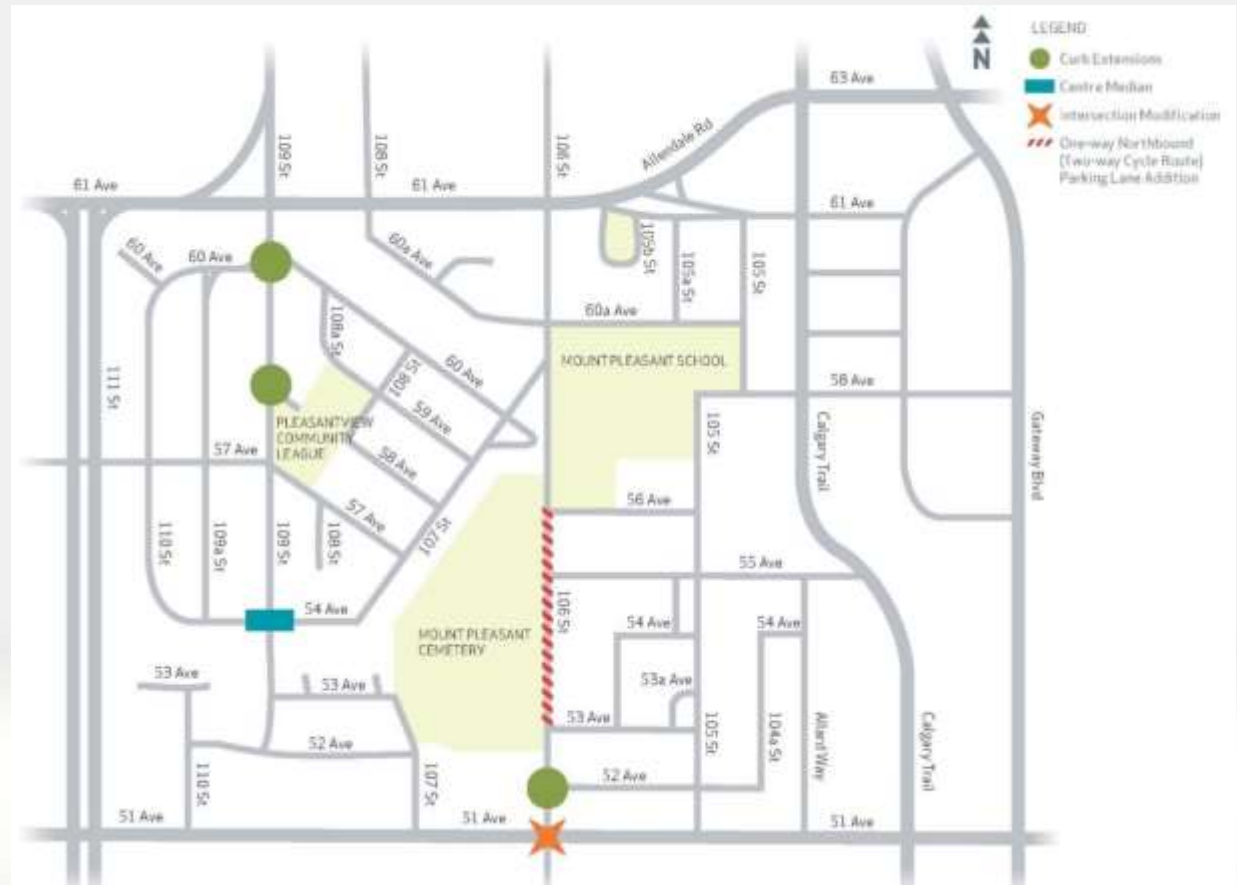 LEGEND
Curb Extensions
Centre Median
Intersection Modification
One-way Northbound
(Two-way Cycle Route)
Parking Lane Addition
N
63 Ave
Allendale Rd
109 St
108 St
106 St
61 Ave
61 Ave
61 Ave
60 Ave
60 Ave
60a Ave
105b St
105a St
105 St
60a Ave
108a St
108 St
60 Ave
MOUNT PLEASANT SCHOOL
111 St
59 Ave
58 Ave
105 St
Calgary Trail
Gateway Blvd
PLEASANTVIEW
COMMUNITY
LEAGUE
57 Ave
58 Ave
57 Ave
56 Ave
107 St
110 St
109a St
109 St
108 St
55 Ave
106 St
54 Ave
54 Ave
54 Ave
MOUNT PLEASANT
CEMETERY
53 Ave
53 Ave
53a Ave
53 Ave
105 St
104a St
Allard Way
Calgary Trail
52 Ave
52 Ave
110 St
107 St
51 Ave
51 Ave
51 Ave